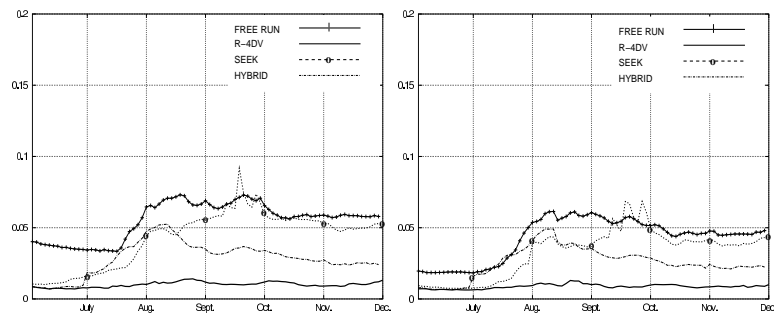 0.2
0.15
0.1
0.05
0
FREE RUN
R-4DV
SEEK
HYBRID
July Aug. Sept. Oct. Nov. Dec.
0.2
0.15
0.1
0.05
0
FREE RUN
R-4DV
SEEK
HYBRID
July Aug. Sept. Oct. Nov. Dec.